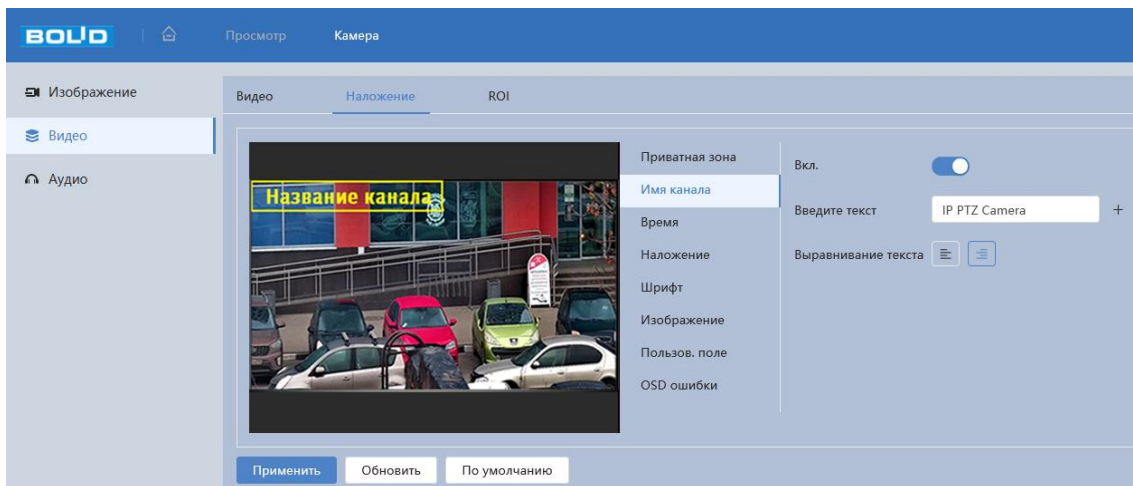 BOLID
Просмотр
Камера
Изображение
Видео
Аудио
Видео
Наложение
ROI
Название канала
Приватная зона
Имя канала
Время
Наложение
Шрифт
Изображение
Пользов. поле
OSD ошибки
Вкл.
Введите текст
IP PTZ Camera
+
Выравнивание текста
Применить
Обновить
По умолчанию